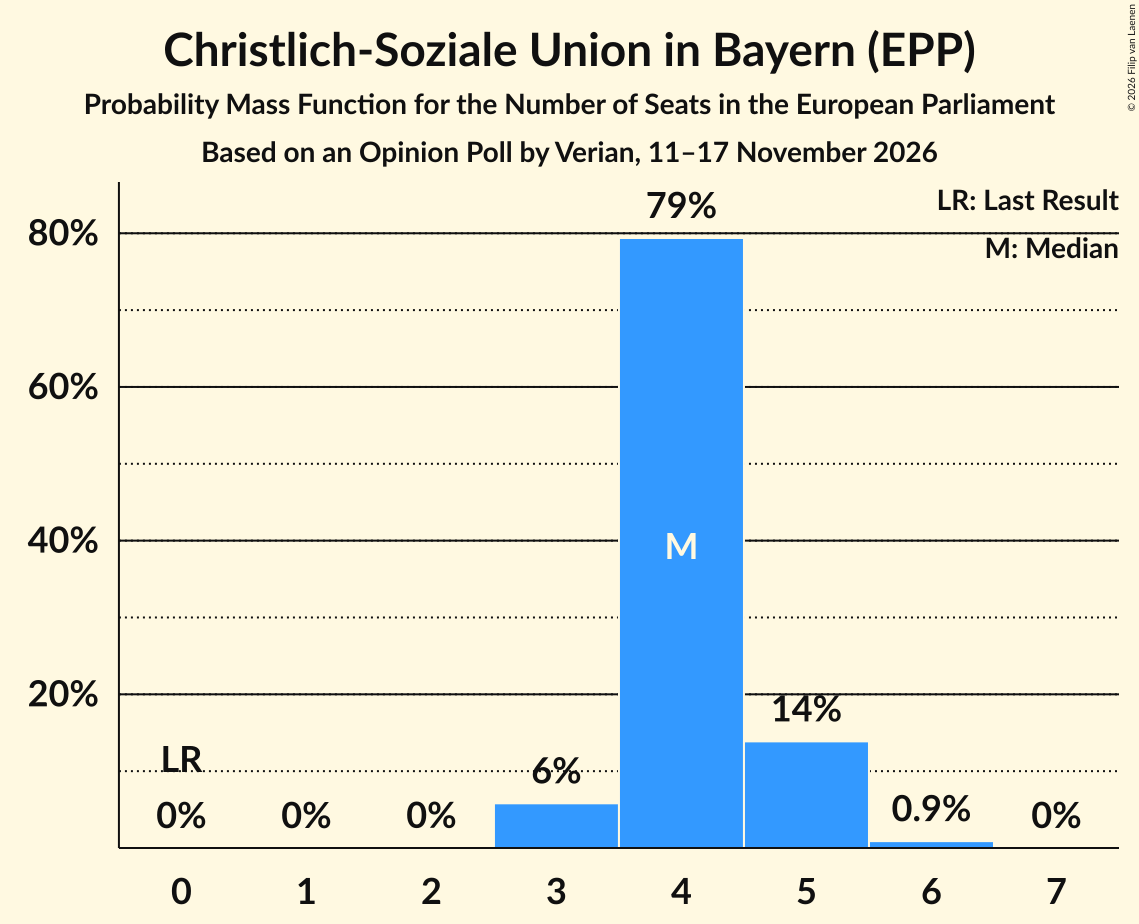 Christlich-Soziale Union in Bayern (EPP)
Probability Mass Function for the Number of Seats in the European Parliament
Based on an Opinion Poll by Verian, 11–17 November 2026
© 2026 Filip van Laenen
LR: Last Result
M: Median
79%
80%
60%
40%
M
20%
14%
LR
6%
0% 0% 0% 0.9% 0%
0 1 2 3 4 5 6 7